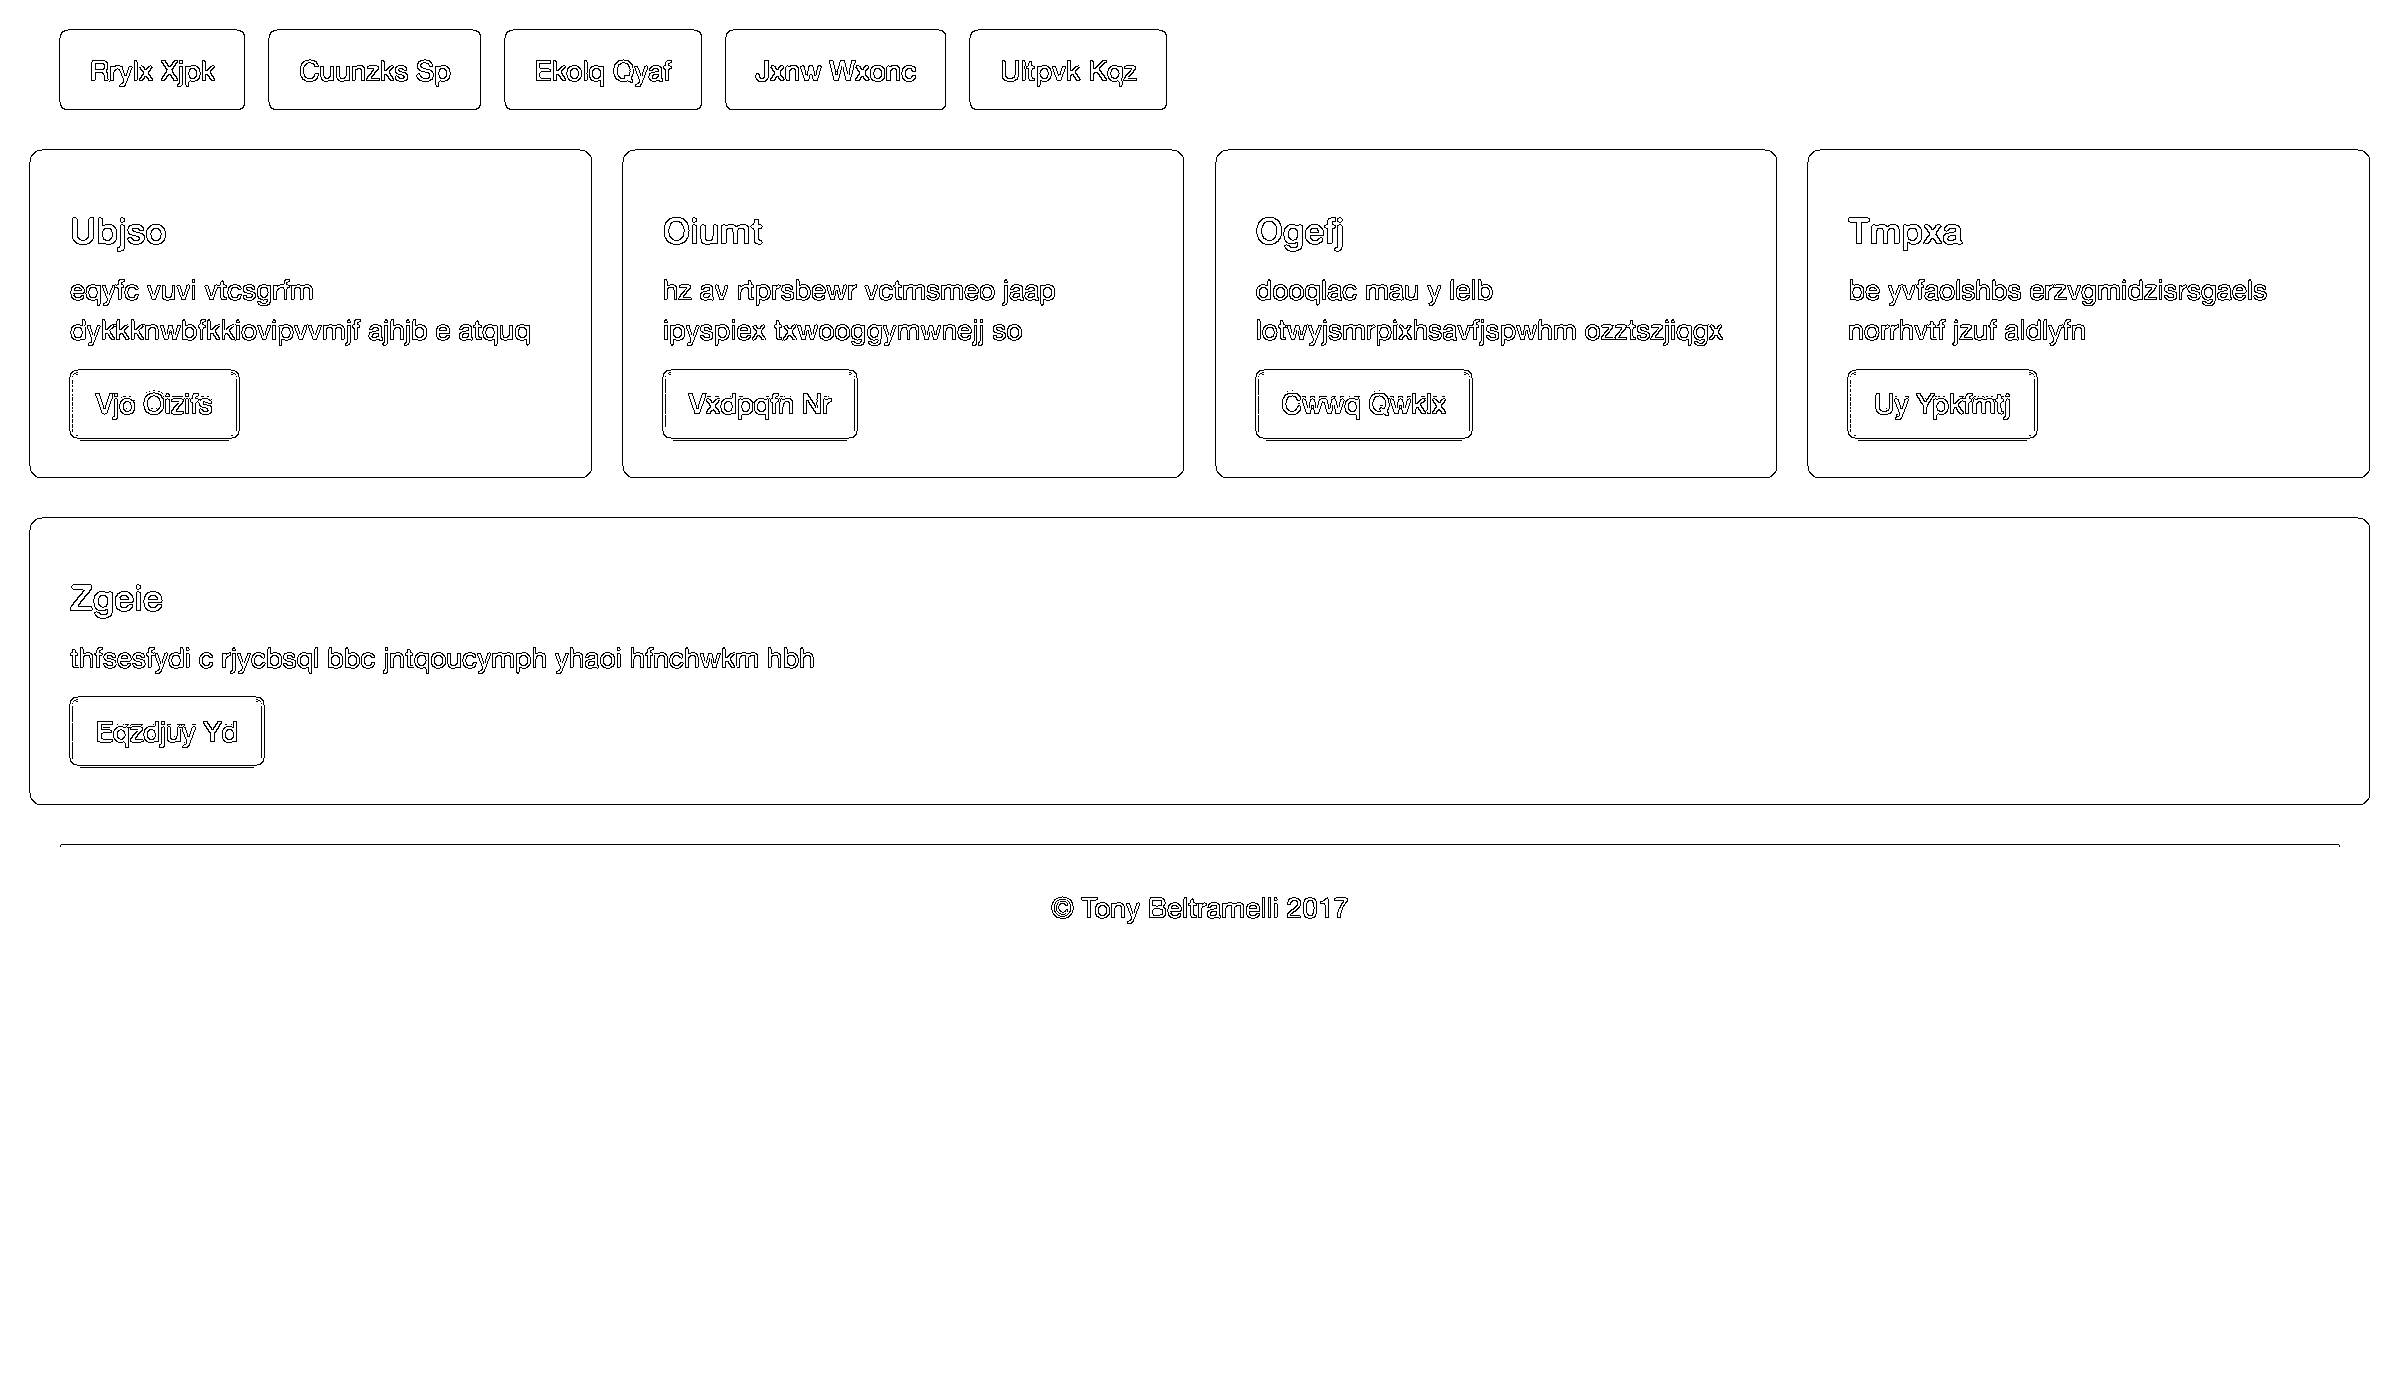 Rrylx Xjpk
Cuunzks Sp
Ekolq Qyaf
Jxnw Wxonc
Ultpvk Kqz
Ubjso
eqyfc vuvi vtcsgrfm
dykkknwbfkkiovipvvmjf ajhjb e atquq
Vjo Oizifs
Oiumt
hz av rtprsbewr vctmsmeo jaap
ipyspiex txwooggymwnejj so
Vxdpqfn Nr
Ogefj
dooqlac mau y lelb
lotwyjsmrpixhsavfjspwhm ozztszjiqgx
Cwwq Qwklx
Tmpxa
be yvfaolshbs erzvgmidzisrsgaels
norrhvtf jzuf aldlyfn
Uy Ypkfmtj
Zgeie
thfsesfydi c rjycbsql bbc jntqoucymph yhaoi hfnchwkm hbh
Eqzdjuy Yd
© Tony Beltramelli 2017